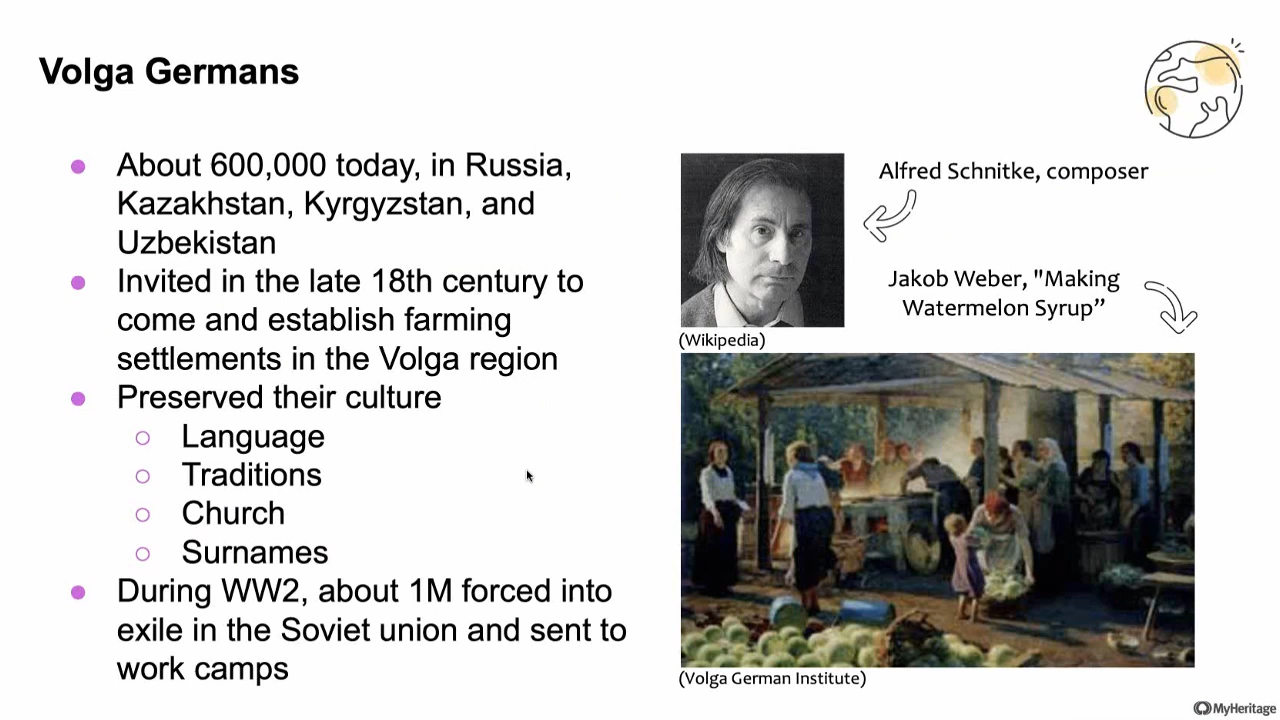 Volga Germans
About 600,000 today, in Russia,
Kazakhstan, Kyrgyzstan, and
Uzbekistan
Invited in the late 18th century to
come and establish farming
settlements in the Volga region
Preserved their culture
Language
Traditions
Church
Surnames
During WW2, about 1M forced into
exile in the Soviet union and sent to
work camps
Alfred Schnitke, composer
Jakob Weber, "Making
Watermelon Syrup”
(Wikipedia)
(Volga German Institute)
MyHeritage